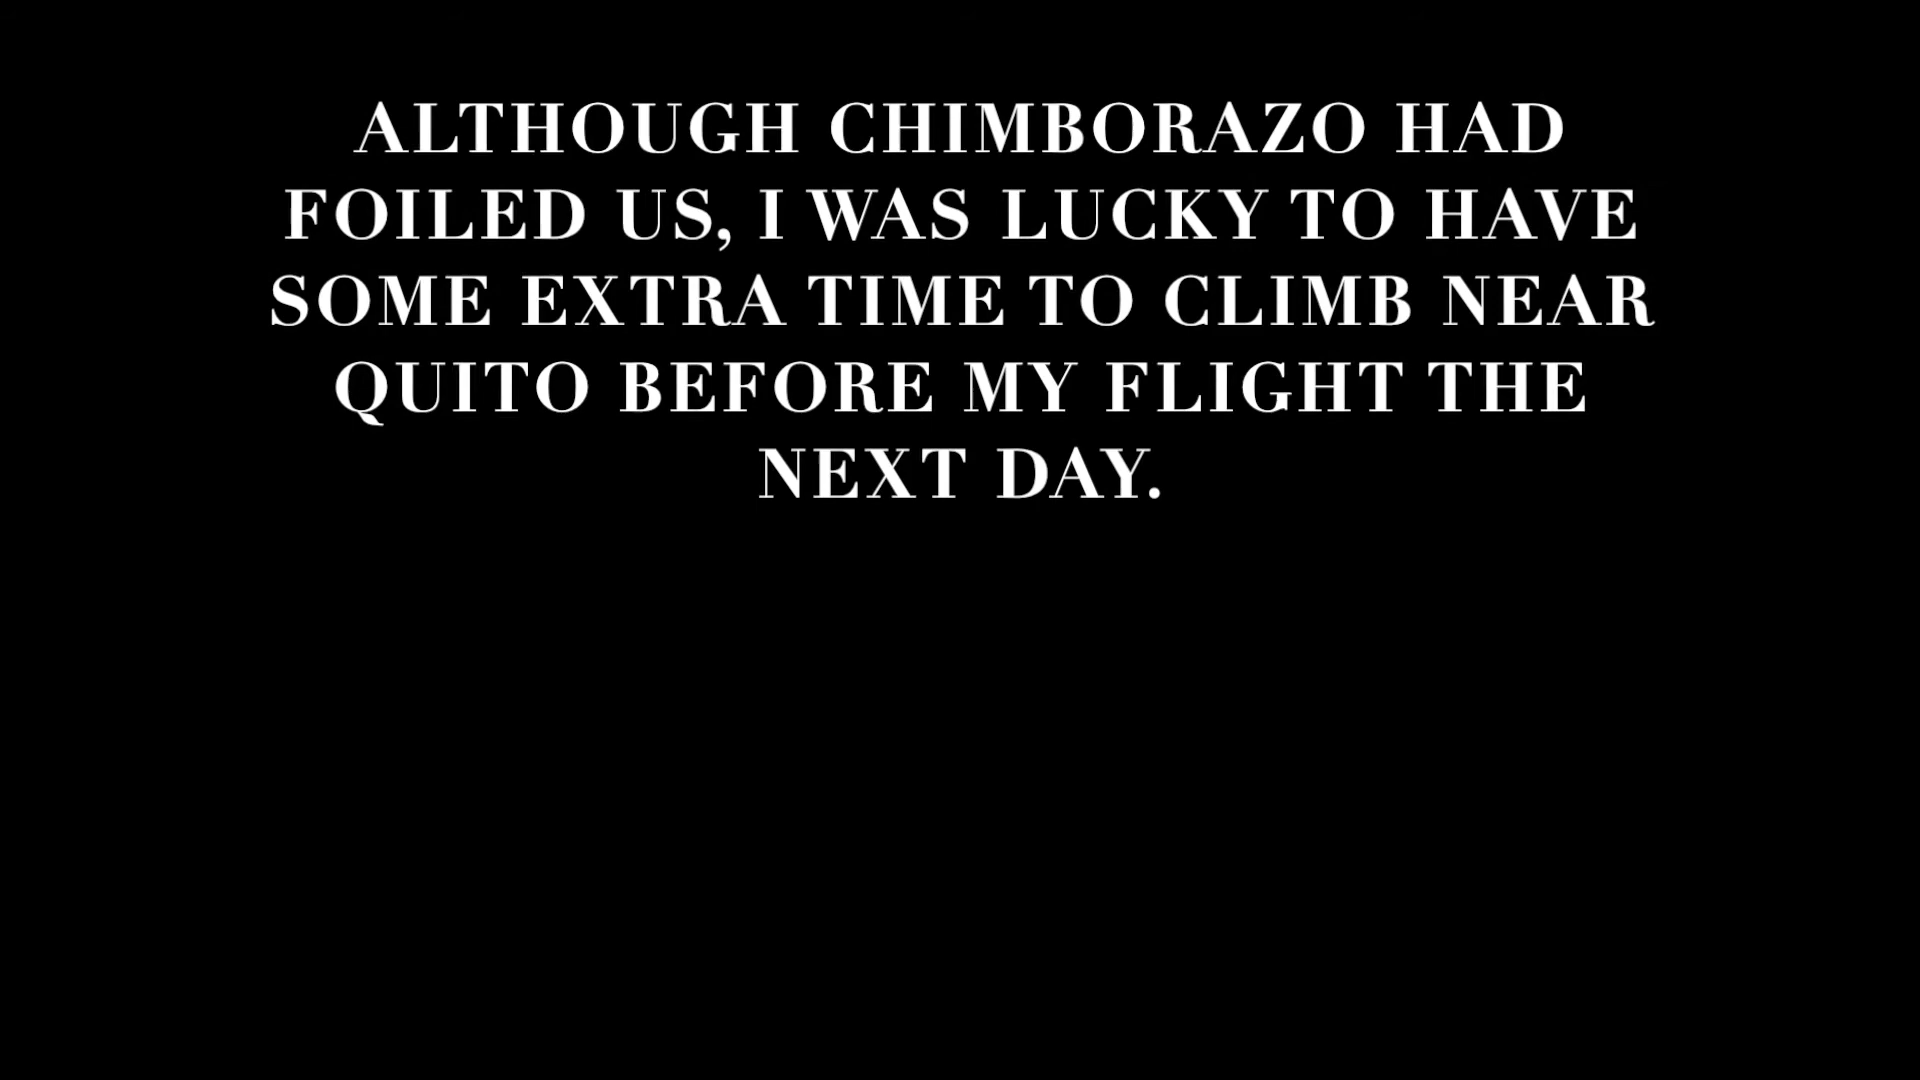 ALTHOUGH CHIMBORAZO HAD
FOILED US, I WAS LUCKY TO HAVE
SOME EXTRA TIME TO CLIMB NEAR
QUITO BEFORE MY FLIGHT THE
NEXT DAY.